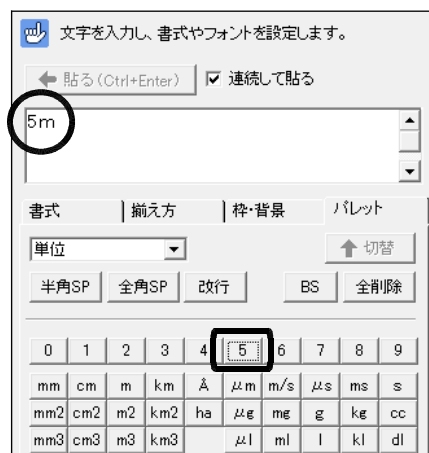 文字を入力し、書式やフォントを設定します。
貼る(Ctrl+Enter) 連続して貼る
5m
書式 揃え方 枠・背景 パレット
単位 切替
半角SP 全角SP 改行 BS 全削除
0 1 2 3 4 5 6 7 8 9
mm cm m km Å μm m/s μs ms s
mm2 cm2 m2 km2 ha μg mg g kg cc
mm3 cm3 m3 km3 μl ml l kl dl